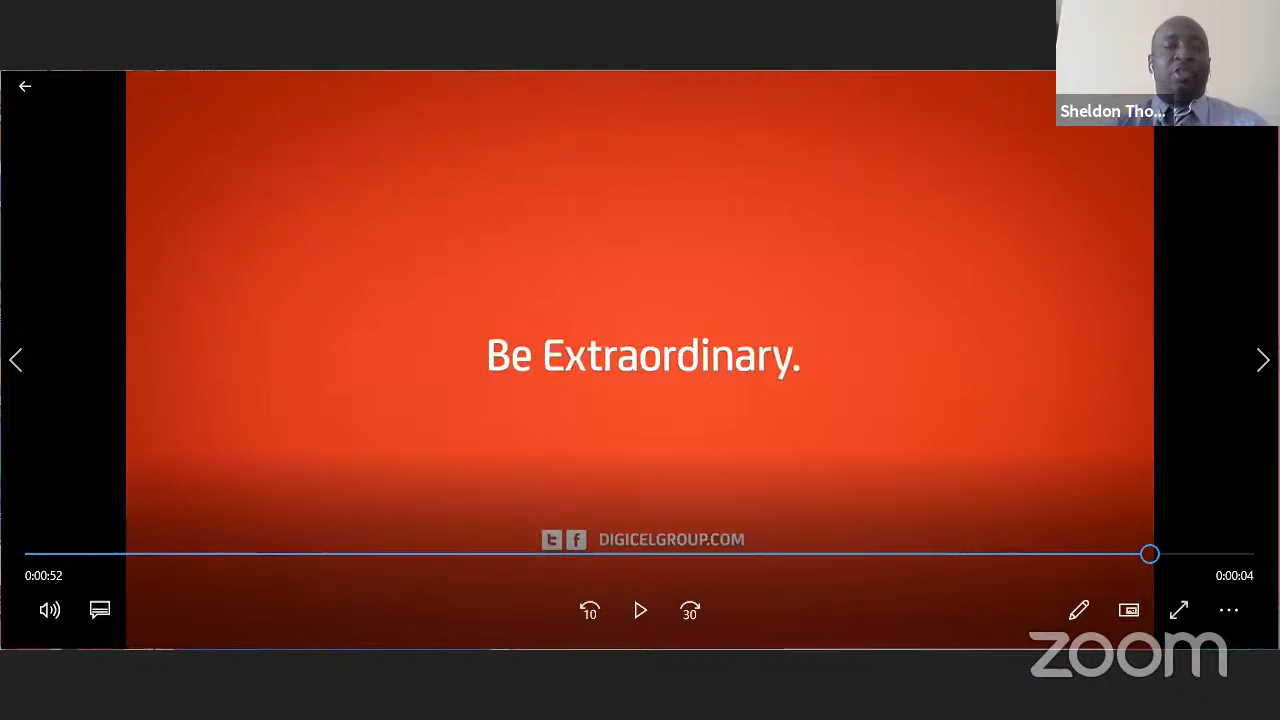 Sheldon Tho...
Be Extraordinary.
t f DIGICELGROUP.COM
0:00:52
0:00:04
10
30
zoom